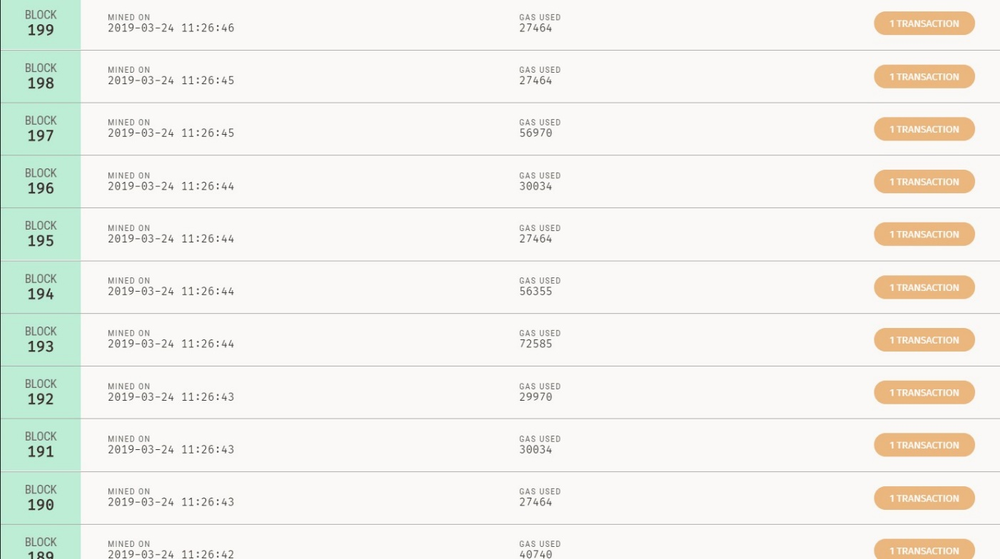 BLOCK
199
MINED ON
2019-03-24 11:26:46
GAS USED
27464
1 TRANSACTION
BLOCK
198
MINED ON
2019-03-24 11:26:45
GAS USED
27464
1 TRANSACTION
BLOCK
197
MINED ON
2019-03-24 11:26:45
GAS USED
56970
1 TRANSACTION
BLOCK
196
MINED ON
2019-03-24 11:26:44
GAS USED
30034
1 TRANSACTION
BLOCK
195
MINED ON
2019-03-24 11:26:44
GAS USED
27464
1 TRANSACTION
BLOCK
194
MINED ON
2019-03-24 11:26:44
GAS USED
56355
1 TRANSACTION
BLOCK
193
MINED ON
2019-03-24 11:26:44
GAS USED
72585
1 TRANSACTION
BLOCK
192
MINED ON
2019-03-24 11:26:43
GAS USED
29970
1 TRANSACTION
BLOCK
191
MINED ON
2019-03-24 11:26:43
GAS USED
30034
1 TRANSACTION
BLOCK
190
MINED ON
2019-03-24 11:26:43
GAS USED
27464
1 TRANSACTION
BLOCK
189
MINED ON
2019-03-24 11:26:42
GAS USED
40740
1 TRANSACTION